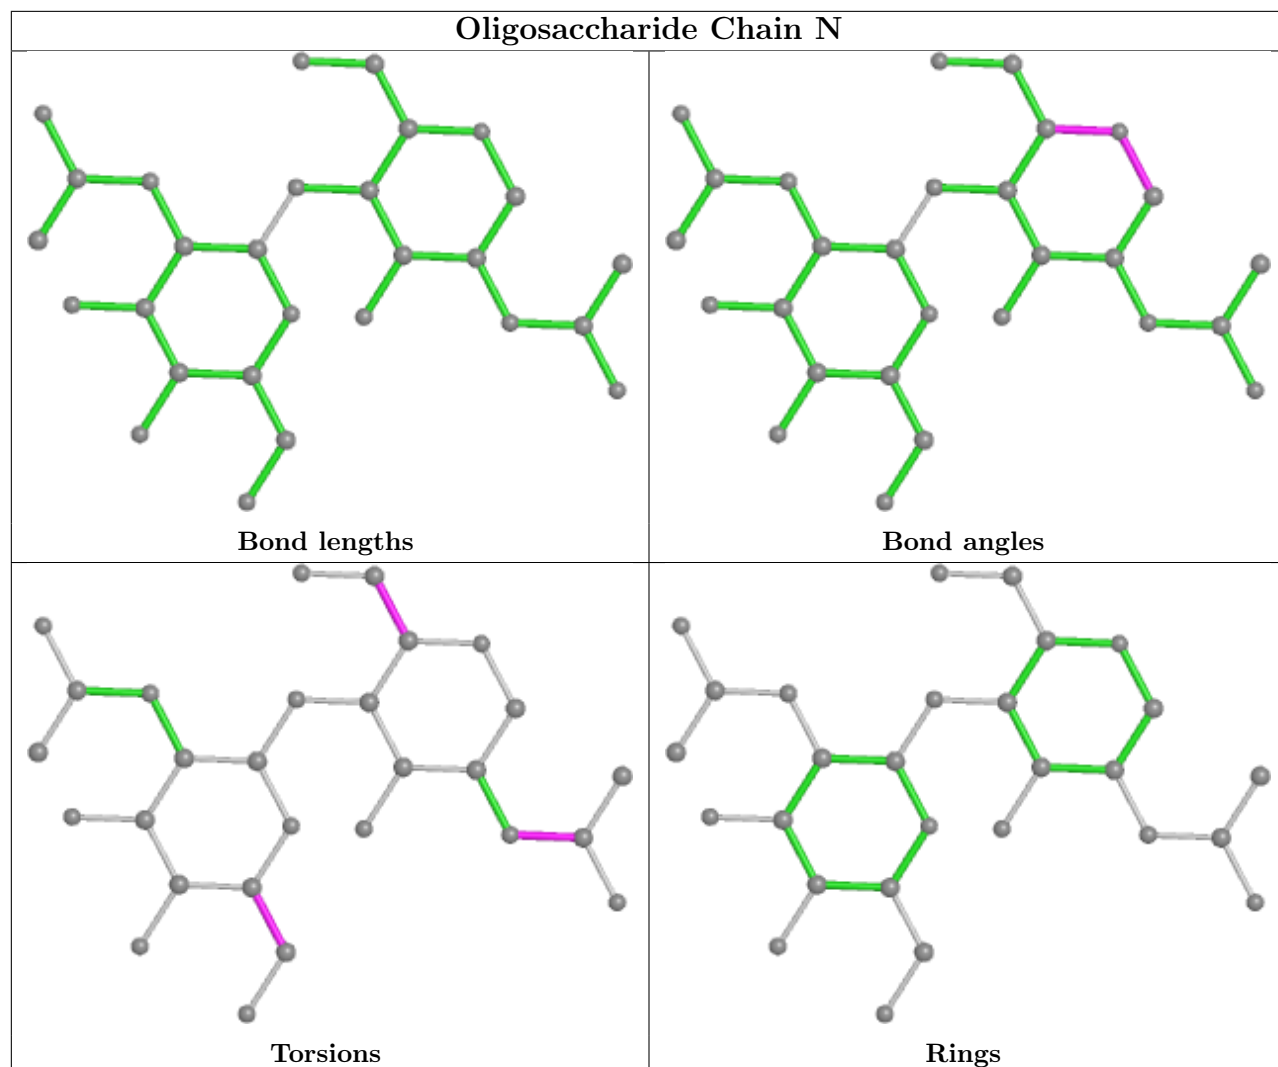 Oligosaccharide Chain N
Bond lengths
Bond angles
Torsions
Rings